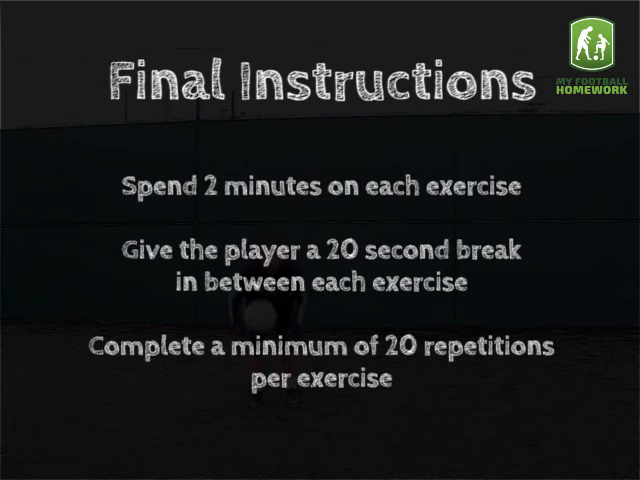 MY FOOTBALL
HOMEWORK
Final Instructions
Spend 2 minutes on each exercise
Give the player a 20 second break
in between each exercise
Complete a minimum of 20 repetitions
per exercise